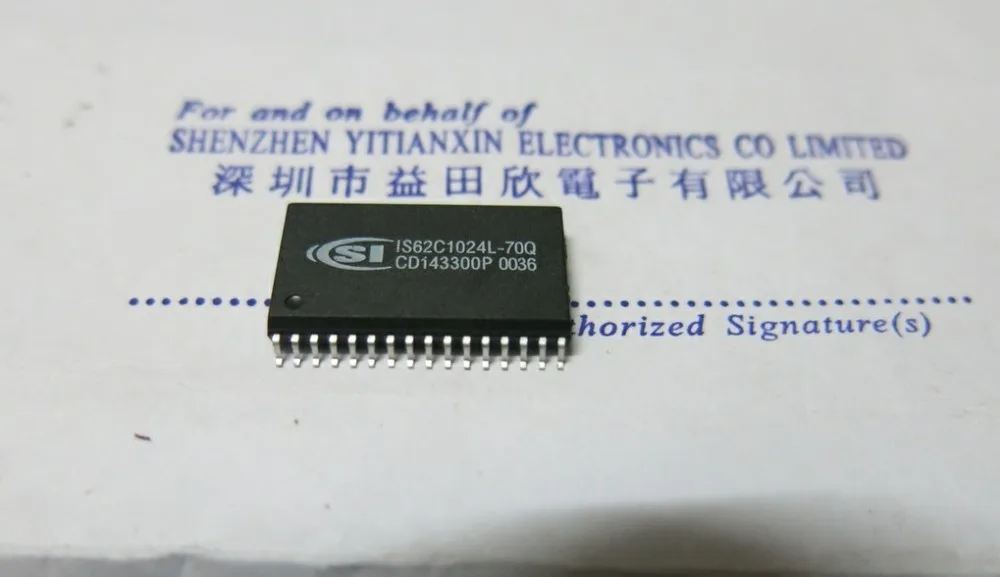 For and on behalf of
SHENZHEN YITIANXIN ELECTRONICS CO LIMITED
深圳市益田欣電子有限公司
SI IS62C1024L-70Q
CD143300P 0036
thorized Signature(s)